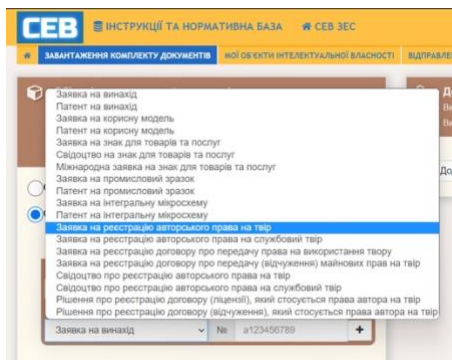 СЕВ ІНСТРУКЦІЇ ТА НОРМАТИВНА БАЗА СЕВ ЗЕС
ЗАВАНТАЖЕННЯ КОМПЛЕКТУ ДОКУМЕНТІВ МОЇ ОБ'ЄКТИ ІНТЕЛЕКТУАЛЬНОЇ ВЛАСНОСТІ ВІДПРАВЛЕ
Заявка на винахід
Патент на винахід
Заявка на корисну модель
Патент на корисну модель
Заявка на знак для товарів та послуг
Свідоцтво на знак для товарів та послуг
Міжнародна заявка на знак для товарів та послуг
Заявка на промисловий зразок
Патент на промисловий зразок
Заявка на інтегральну мікросхему
Патент на інтегральну мікросхему
Заявка на реєстрацію авторського права на твір
Заявка на реєстрацію авторського права на службовий твір
Заявка на реєстрацію договору про передачу права на використання твору
Заявка на реєстрацію договору про передачу (відчуження) майнових прав на твір
Свідоцтво про реєстрацію авторського права на твір
Свідоцтво про реєстрацію авторського права на службовий твір
Рішення про реєстрацію договору (ліцензії), який стосується права автора на твір
Рішення про реєстрацію договору (відчуження), який стосується права автора на твір
Заявка на винахід № a123456789 +